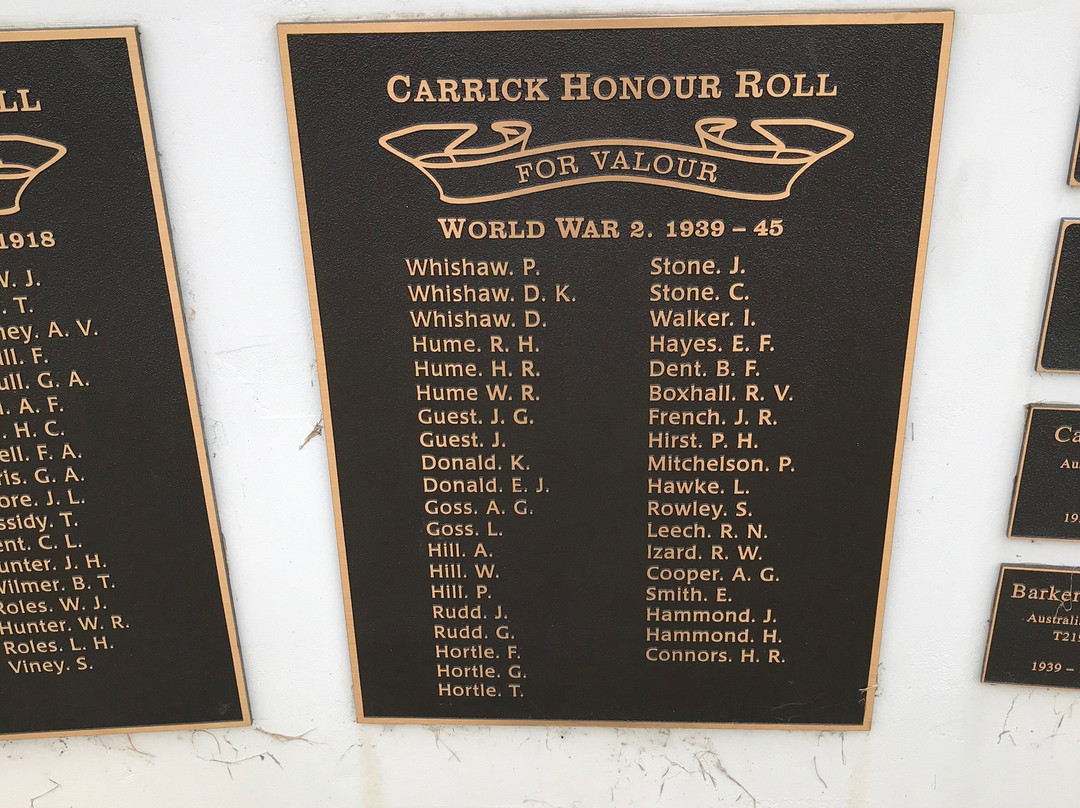 1918
W. J.
T.
A. V.
F.
G. A.
A. F.
H. C.
F. A.
G. A.
J. L.
T.
C. L.
J. H.
Wilmer. B. T.
Roles. W. J.
Hunter. W. R.
Roles. L. H.
Viney. S.
CARRICK HONOUR ROLL
FOR VALOUR
WORLD WAR 2. 1939 – 45
Whishaw. P.
Whishaw. D. K.
Whishaw. D.
Hume. R. H.
Hume. H. R.
Hume W. R.
Guest. J. G.
Guest. J.
Donald. K.
Donald. E. J.
Goss. A. G.
Goss. L.
Hill. A.
Hill. W.
Hill. P.
Rudd. J.
Rudd. G.
Hortle. F.
Hortle. G.
Hortle. T.
Stone. J.
Stone. C.
Walker. I.
Hayes. E. F.
Dent. B. F.
Boxhall. R. V.
French. J. R.
Hirst. P. H.
Mitchelson. P.
Hawke. L.
Rowley. S.
Leech. R. N.
Izard. R. W.
Cooper. A. G.
Smith. E.
Hammond. J.
Hammond. H.
Connors. H. R.
Barker
1939 –